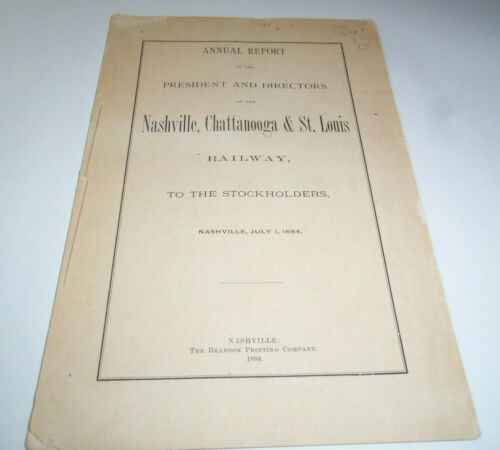 ANNUAL REPORT
OF THE
PRESIDENT AND DIRECTORS
OF THE
Nashville, Chattanooga & St. Louis
RAILWAY,
TO THE STOCKHOLDERS,
NASHVILLE, JULY 1, 1884.
NASHVILLE:
THE BRANDON PRINTING COMPANY.
1884.